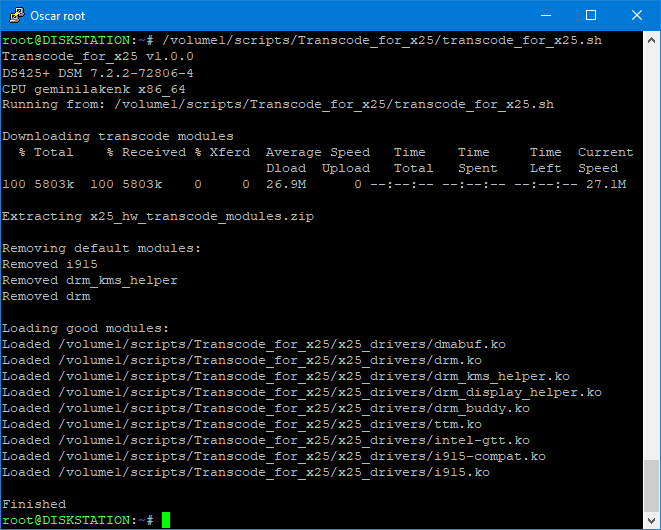 Oscar root
root@DISKSTATION:~# /volume1/scripts/Transcode_for_x25/transcode_for_x25.sh
Transcode_for_x25 v1.0.0
DS425+ DSM 7.2.2-72806-4
CPU geminilakenk x86_64
Running from: /volume1/scripts/Transcode_for_x25/transcode_for_x25.sh
Downloading transcode modules
  % Total    % Received % Xferd  Average Speed   Time    Time     Time  Current
                                 Dload  Upload   Total   Spent    Left  Speed
100 5803k  100 5803k    0     0  26.9M      0 --:--:-- --:--:-- --:--:-- 27.1M
Extracting x25_hw_transcode_modules.zip
Removing default modules:
Removed i915
Removed drm_kms_helper
Removed drm
Loading good modules:
Loaded /volume1/scripts/Transcode_for_x25/x25_drivers/dmabuf.ko
Loaded /volume1/scripts/Transcode_for_x25/x25_drivers/drm.ko
Loaded /volume1/scripts/Transcode_for_x25/x25_drivers/drm_kms_helper.ko
Loaded /volume1/scripts/Transcode_for_x25/x25_drivers/drm_display_helper.ko
Loaded /volume1/scripts/Transcode_for_x25/x25_drivers/drm_buddy.ko
Loaded /volume1/scripts/Transcode_for_x25/x25_drivers/ttm.ko
Loaded /volume1/scripts/Transcode_for_x25/x25_drivers/intel-gtt.ko
Loaded /volume1/scripts/Transcode_for_x25/x25_drivers/i915-compat.ko
Loaded /volume1/scripts/Transcode_for_x25/x25_drivers/i915.ko
Finished
root@DISKSTATION:~#